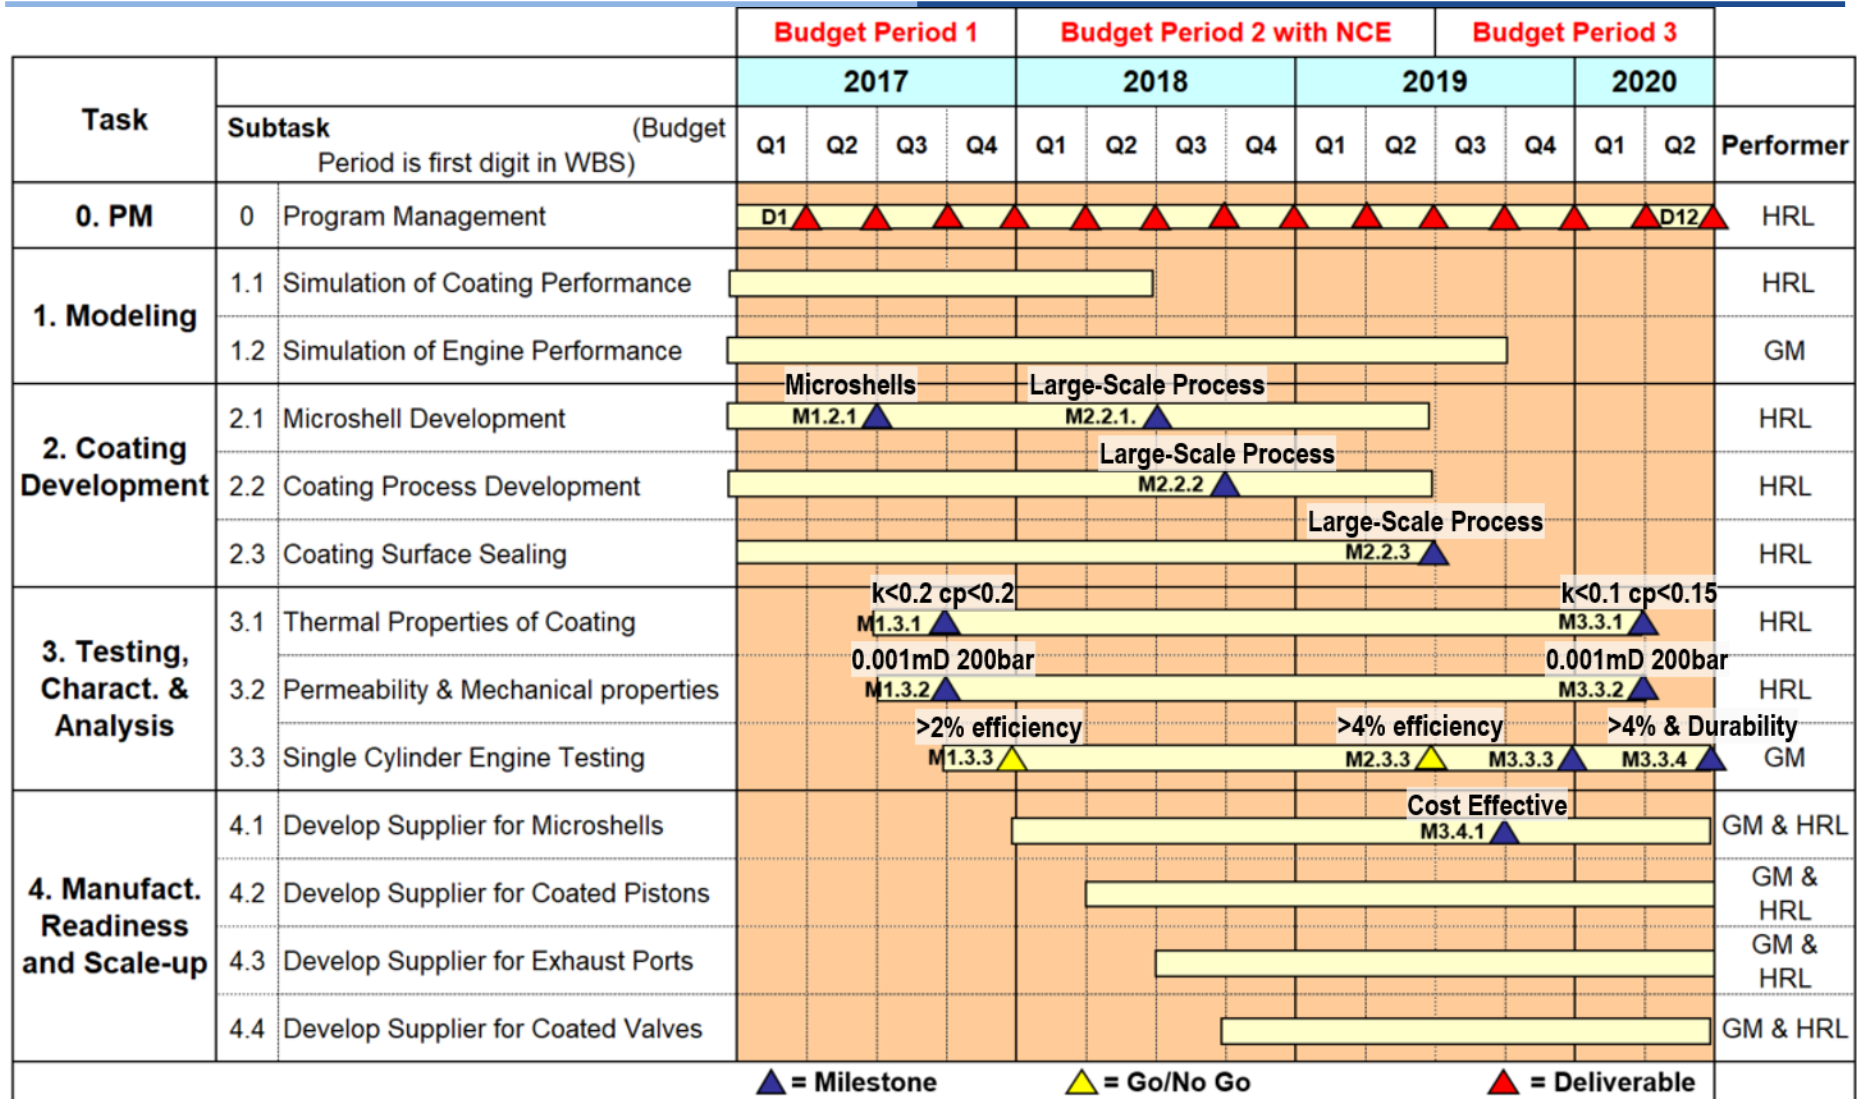 Budget Period 1 Budget Period 2 with NCE Budget Period 3
2017 2018 2019 2020
Task
Subtask (Budget
Period is first digit in WBS)
Q1 Q2 Q3 Q4 Q1 Q2 Q3 Q4 Q1 Q2 Q3 Q4 Q1 Q2 Performer
0. PM 0 Program Management D1 D12 HRL
1. Modeling
1.1 Simulation of Coating Performance HRL
1.2 Simulation of Engine Performance GM
Microshells Large-Scale Process
2. Coating
Development
2.1 Microshell Development M1.2.1 M2.2.1. HRL
Large-Scale Process
2.2 Coating Process Development M2.2.2 HRL
Large-Scale Process
2.3 Coating Surface Sealing M2.2.3 HRL
3. Testing,
Charact. &
Analysis
k<0.2 cp<0.2 k<0.1 cp<0.15
3.1 Thermal Properties of Coating M1.3.1 M3.3.1 HRL
0.001mD 200bar 0.001mD 200bar
3.2 Permeability & Mechanical properties M1.3.2 M3.3.2 HRL
>2% efficiency >4% efficiency >4% & Durability
3.3 Single Cylinder Engine Testing M1.3.3 M2.3.3 M3.3.3 M3.3.4 GM
4. Manufact.
Readiness
and Scale-up
Cost Effective
4.1 Develop Supplier for Microshells M3.4.1 GM & HRL
4.2 Develop Supplier for Coated Pistons GM &
HRL
4.3 Develop Supplier for Exhaust Ports GM &
HRL
4.4 Develop Supplier for Coated Valves GM & HRL
= Milestone = Go/No Go = Deliverable